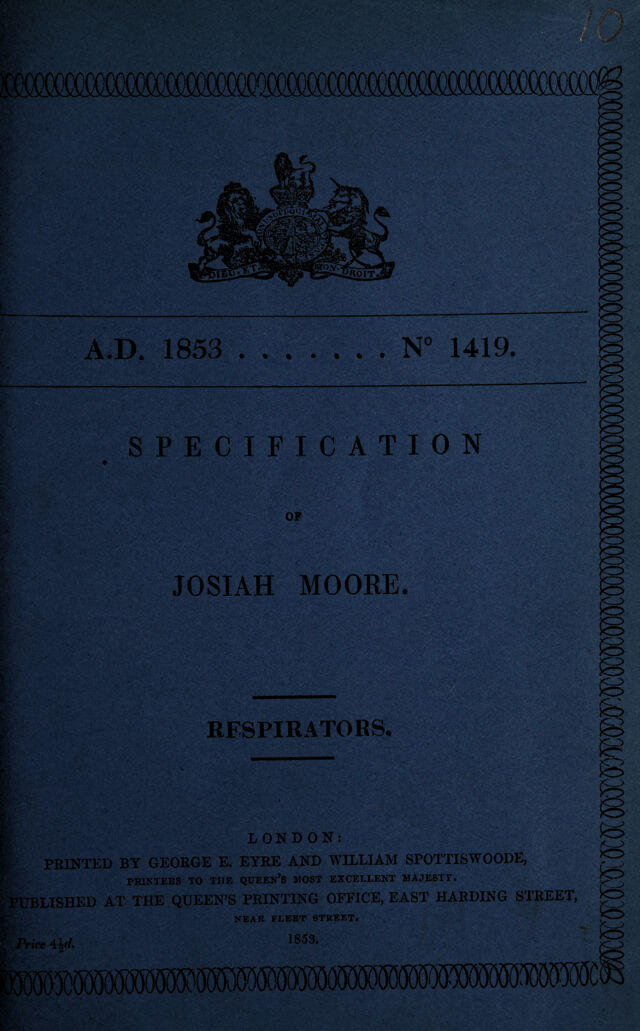 10
DIEU·ET MON·DROIT.
A.D. 1853 . . . . . . . . Nº 1419.
SPECIFICATION
OF
JOSIAH MOORE.
RESPIRATORS.
LONDON:
PRINTED BY GEORGE E. EYRE AND WILLIAM SPOTTISWOODE,
PRINTERS TO THE QUEEN'S MOST EXCELLENT MAJESTY.
PUBLISHED AT THE QUEEN'S PRINTING OFFICE, EAST HARDING STREET,
NEAR FLEET STREET.
Price 4½d.
1853.